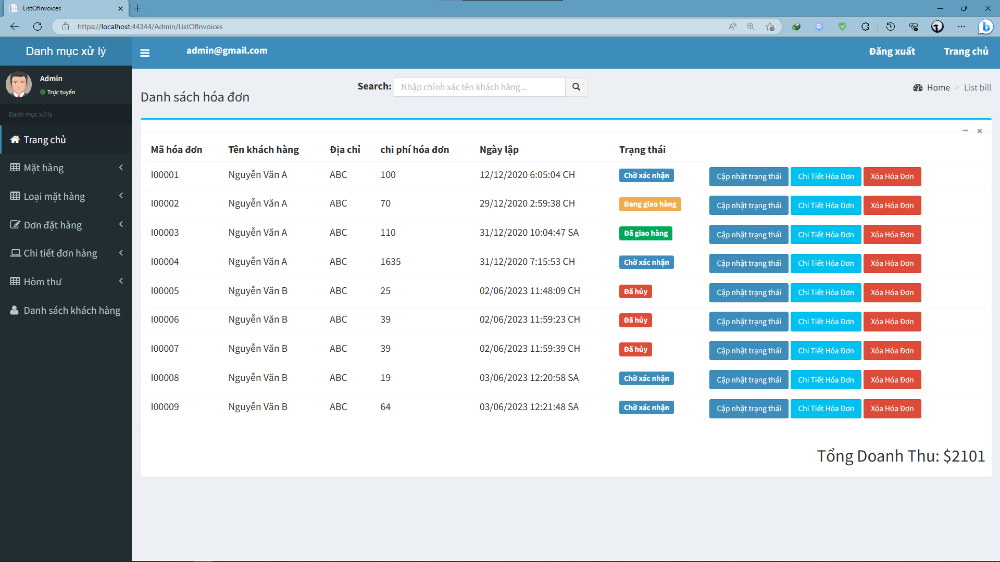 ListOfInvoices
https://localhost:44344/Admin/ListOfInvoices
Danh mục xử lý
admin@gmail.com
Đăng xuất
Trang chủ
Admin
Trực tuyến
Danh mục xử lý
Trang chủ
Mặt hàng
Loại mặt hàng
Đơn đặt hàng
Chi tiết đơn hàng
Hòm thư
Danh sách khách hàng
Danh sách hóa đơn
Search: Nhập chính xác tên khách hàng...
Home > List bill
Mã hóa đơn Tên khách hàng Địa chỉ chi phí hóa đơn Ngày lập Trạng thái
I00001 Nguyễn Văn A ABC 100 12/12/2020 6:05:04 CH Chờ xác nhận Cập nhật trạng thái Chi Tiết Hóa Đơn Xóa Hóa Đơn
I00002 Nguyễn Văn A ABC 70 29/12/2020 2:59:38 CH Đang giao hàng Cập nhật trạng thái Chi Tiết Hóa Đơn Xóa Hóa Đơn
I00003 Nguyễn Văn A ABC 110 31/12/2020 10:04:47 SA Đã giao hàng Cập nhật trạng thái Chi Tiết Hóa Đơn Xóa Hóa Đơn
I00004 Nguyễn Văn A ABC 1635 31/12/2020 7:15:53 CH Chờ xác nhận Cập nhật trạng thái Chi Tiết Hóa Đơn Xóa Hóa Đơn
I00005 Nguyễn Văn B ABC 25 02/06/2023 11:48:09 CH Đã hủy Cập nhật trạng thái Chi Tiết Hóa Đơn Xóa Hóa Đơn
I00006 Nguyễn Văn B ABC 39 02/06/2023 11:59:23 CH Đã hủy Cập nhật trạng thái Chi Tiết Hóa Đơn Xóa Hóa Đơn
I00007 Nguyễn Văn B ABC 39 02/06/2023 11:59:39 CH Đã hủy Cập nhật trạng thái Chi Tiết Hóa Đơn Xóa Hóa Đơn
I00008 Nguyễn Văn B ABC 19 03/06/2023 12:20:58 SA Chờ xác nhận Cập nhật trạng thái Chi Tiết Hóa Đơn Xóa Hóa Đơn
I00009 Nguyễn Văn B ABC 64 03/06/2023 12:21:48 SA Chờ xác nhận Cập nhật trạng thái Chi Tiết Hóa Đơn Xóa Hóa Đơn
Tổng Doanh Thu: $2101